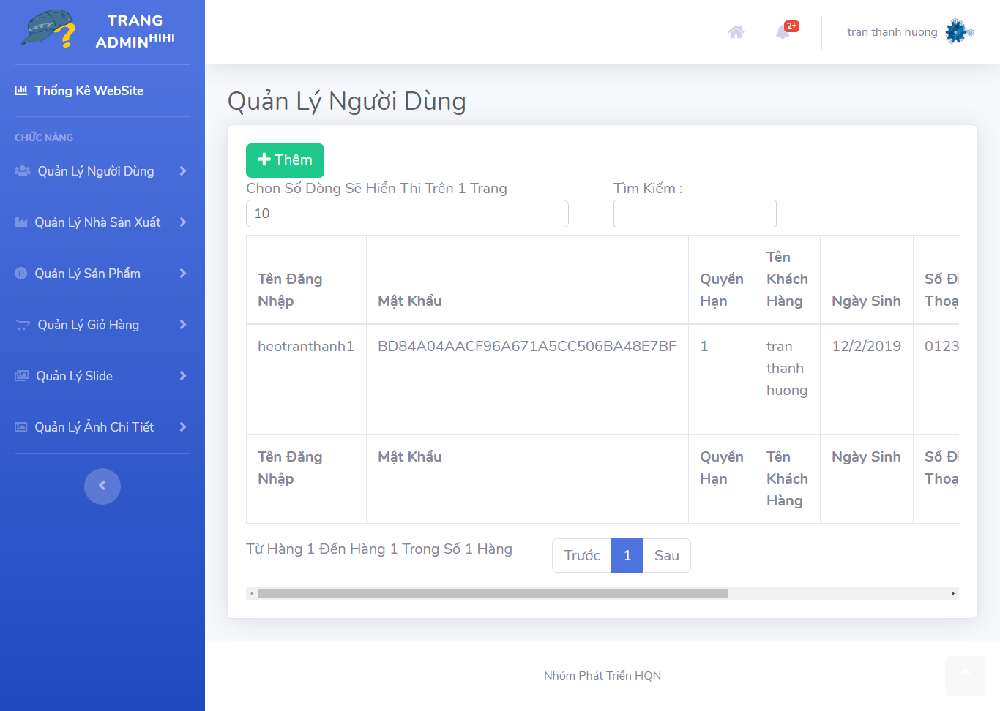 TRANG
ADMINHIHI
2+
tran thanh huong
Thống Kê WebSite
CHỨC NĂNG
Quản Lý Người Dùng
Quản Lý Nhà Sản Xuất
Quản Lý Sản Phẩm
Quản Lý Giỏ Hàng
Quản Lý Slide
Quản Lý Ảnh Chi Tiết
Quản Lý Người Dùng
Thêm
Chọn Số Dòng Sẽ Hiển Thị Trên 1 Trang
Tìm Kiếm :
10
Tên Đăng
Nhập
Mật Khẩu
Quyền
Hạn
Tên
Khách
Hàng
Ngày Sinh
Số Đi
Thoạ
heotranthanh1
BD84A04AACF96A671A5CC506BA48E7BF
1
tran
thanh
huong
12/2/2019
0123
Tên Đăng
Nhập
Mật Khẩu
Quyền
Hạn
Tên
Khách
Hàng
Ngày Sinh
Số Đi
Thoạ
Từ Hàng 1 Đến Hàng 1 Trong Số 1 Hàng
Trước
1
Sau
Nhóm Phát Triển HQN